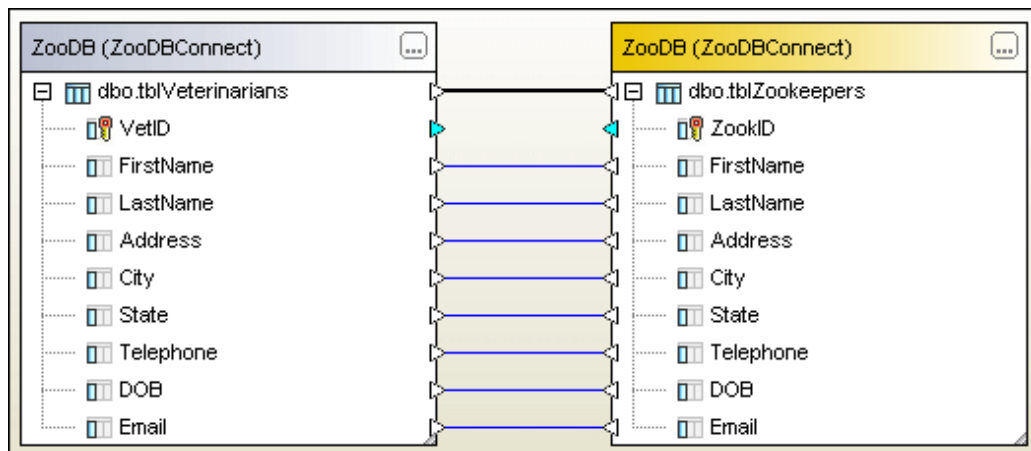 ZooDB (ZooDBConnect)
dbo.tblVeterinarians
VetID
FirstName
LastName
Address
City
State
Telephone
DOB
Email
ZooDB (ZooDBConnect)
dbo.tblZookeepers
ZookID
FirstName
LastName
Address
City
State
Telephone
DOB
Email